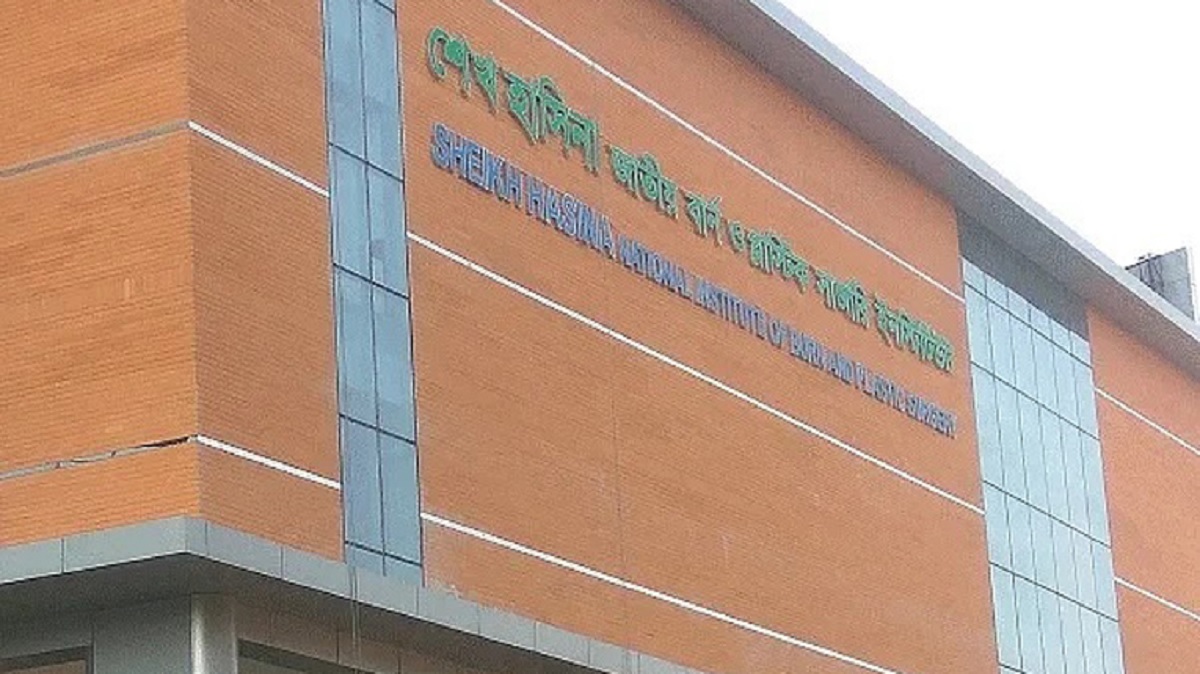 শেখ হাসিনা জাতীয় বার্ন ও প্লাস্টিক সার্জারি ইনস্টিটিউট
SHEIKH HASINA NATIONAL INSTITUTE OF BURN AND PLASTIC SURGERY